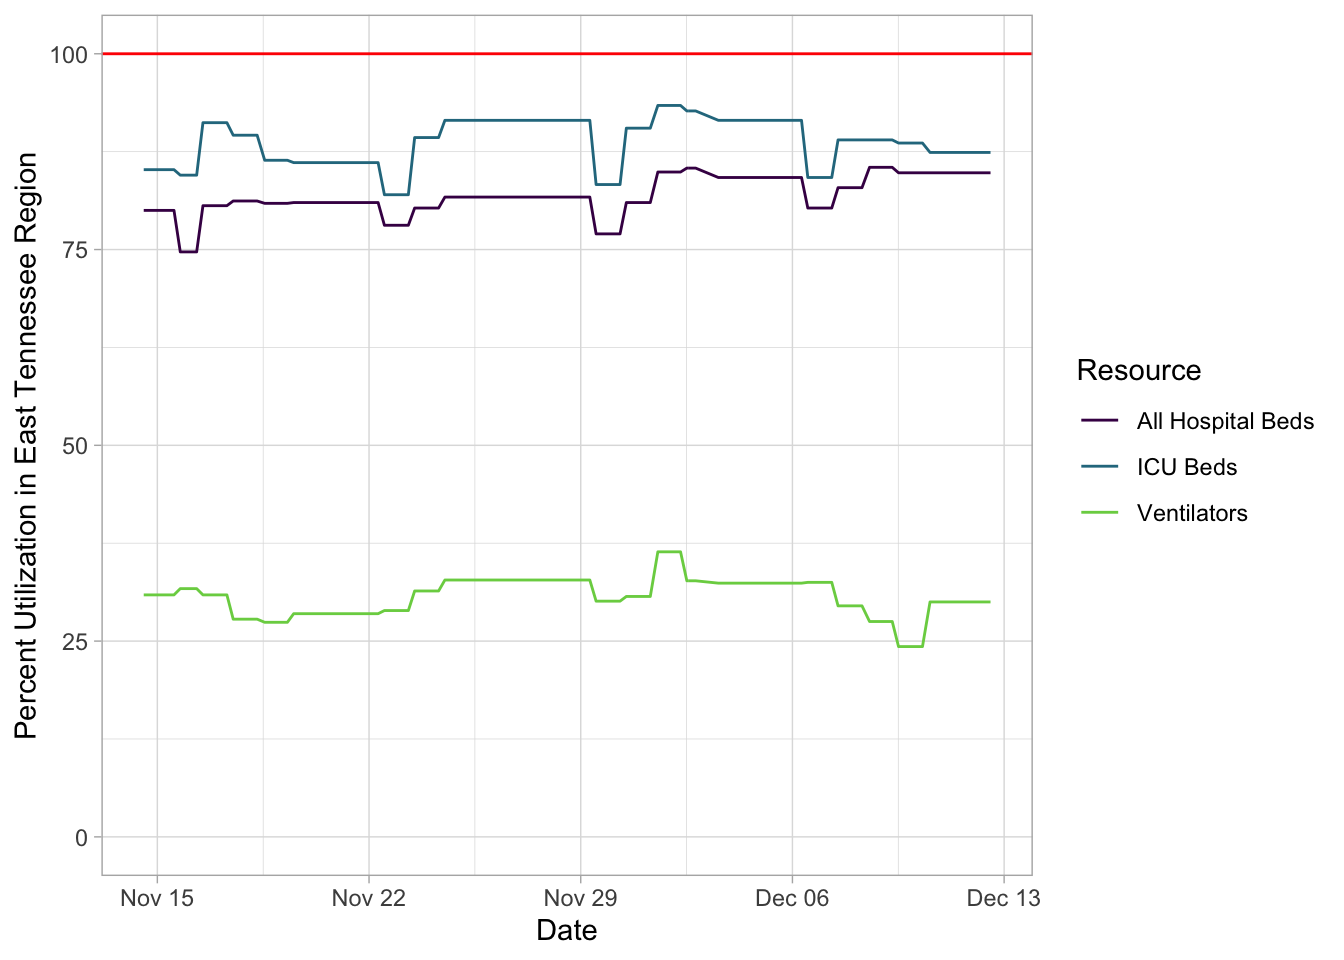 Percent Utilization in East Tennessee Region
100
75
50
25
0
Nov 15
Nov 22
Nov 29
Dec 06
Dec 13
Date
Resource
All Hospital Beds
ICU Beds
Ventilators